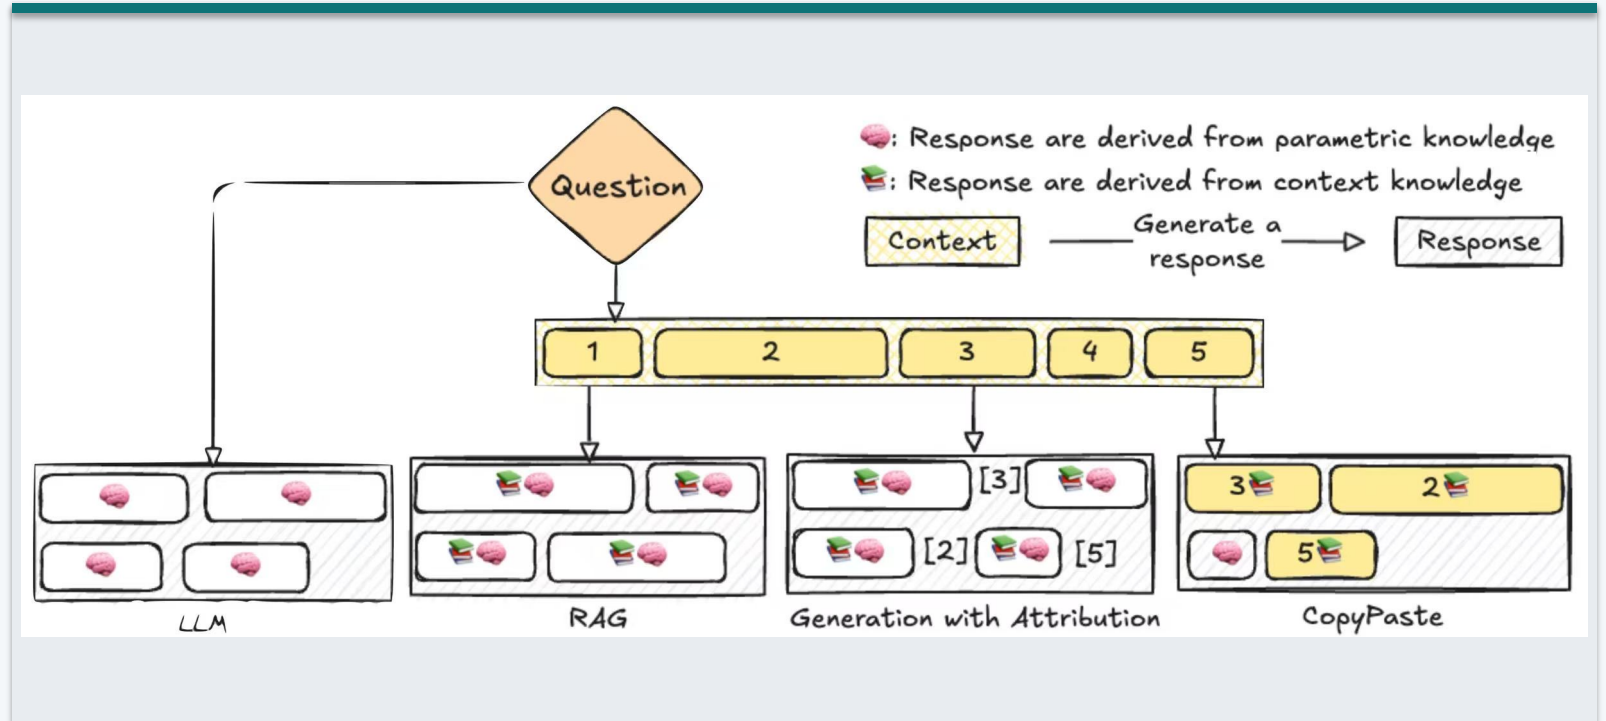 Question
: Response are derived from parametric knowledge
: Response are derived from context knowledge
Context
Generate a
response
Response
1 2 3 4 5
[3]
[2] [5]
3 2
5
LLM
RAG
Generation with Attribution
CopyPaste